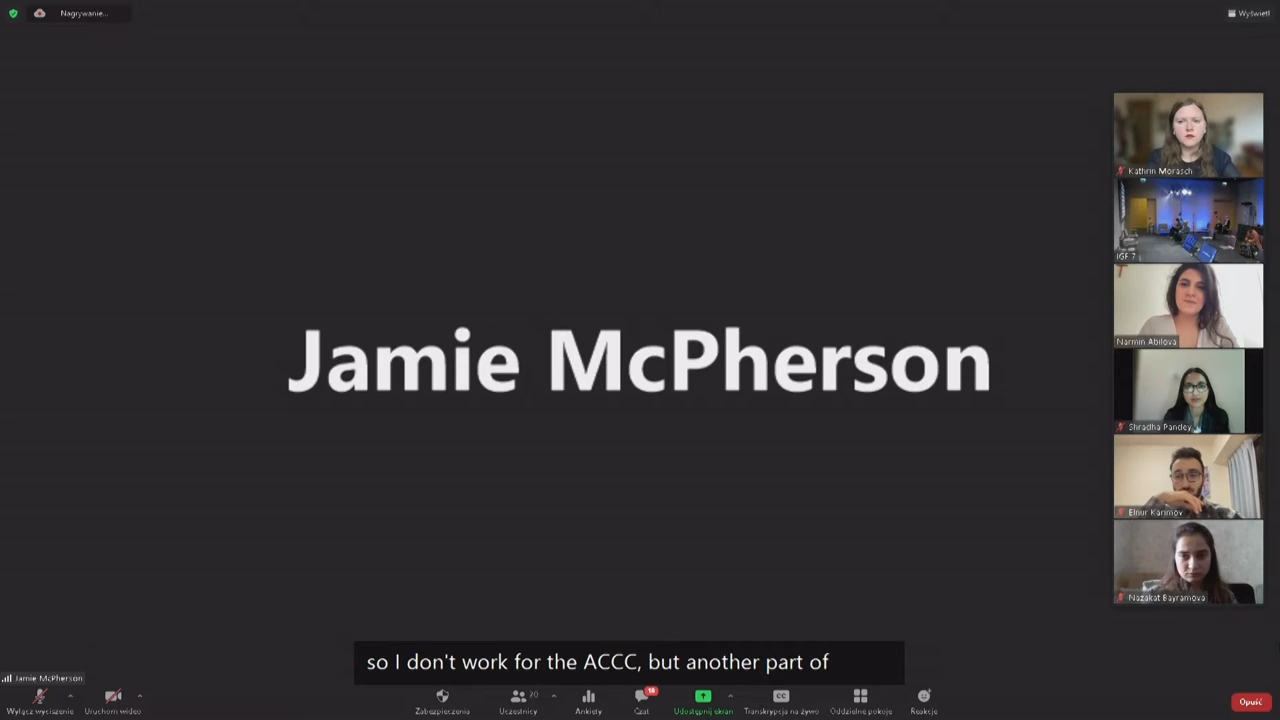 Nagrywanie...
Wyświetl
Kathrin Morasch
IGF 7
Narmin Abilova
Jamie McPherson
Shradha Pandey
Elnur Karimov
Nazakat Bayramova
so I don't work for the ACCC, but another part of
Jamie McPherson
Wyłącz wyciszenie
Uruchom wideo
Zabezpieczenia
20
Uczestnicy
Ankiety
18
Czat
Udostępnij ekran
CC
Transkrypcja na żywo
Oddzielne pokoje
Reakcje
Opuść